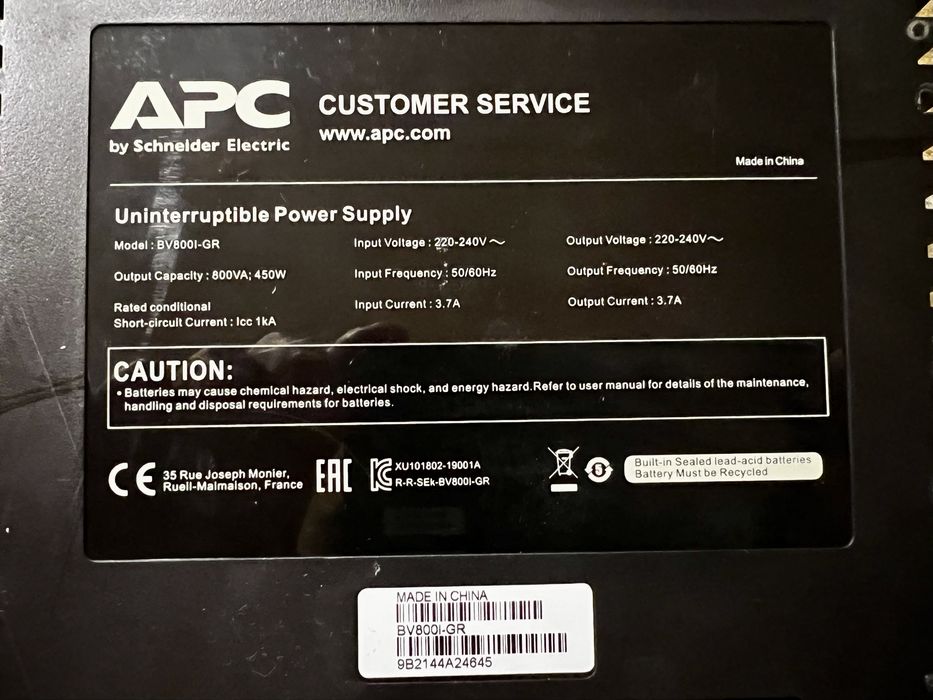 APC
by Schneider Electric
CUSTOMER SERVICE
www.apc.com
Made in China
Uninterruptible Power Supply
Model : BV800I-GR
Input Voltage : 220-240V～
Output Voltage : 220-240V～
Output Capacity : 800VA; 450W
Input Frequency : 50/60Hz
Output Frequency : 50/60Hz
Rated conditional
Short-circuit Current : Icc 1kA
Input Current : 3.7A
Output Current : 3.7A
CAUTION:
• Batteries may cause chemical hazard, electrical shock, and energy hazard.Refer to user manual for details of the maintenance,
handling and disposal requirements for batteries.
CE
35 Rue Joseph Monier,
Rueil-Malmaison, France
EAC
XU101802-19001A
R-R-SEk-BV800I-GR
Built-in Sealed lead-acid batteries
Battery Must be Recycled
MADE IN CHINA
BV800I-GR
9B2144A24645